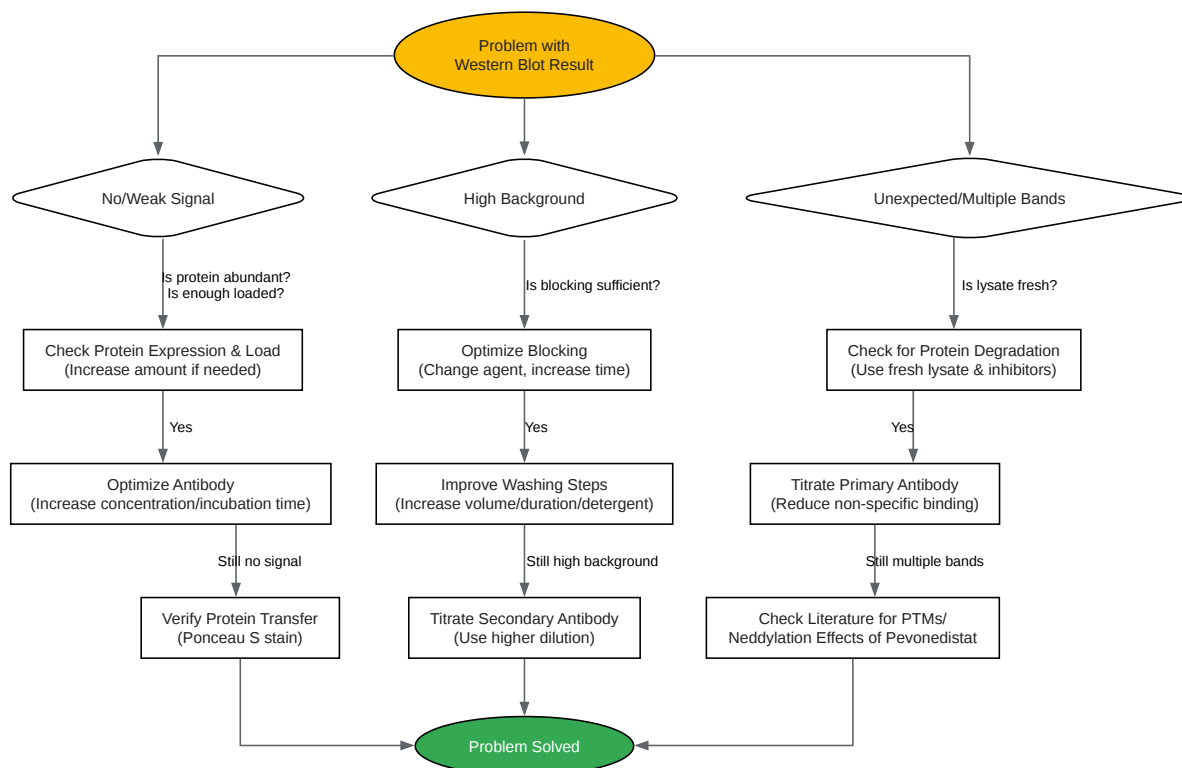 Problem with
Western Blot Result
No/Weak Signal
High Background
Unexpected/Multiple Bands
Is protein abundant?
Is enough loaded?
Is blocking sufficient?
Is lysate fresh?
Check Protein Expression & Load
(Increase amount if needed)
Optimize Blocking
(Change agent, increase time)
Check for Protein Degradation
(Use fresh lysate & inhibitors)
Yes
Yes
Yes
Optimize Antibody
(Increase concentration/incubation time)
Improve Washing Steps
(Increase volume/duration/detergent)
Titrate Primary Antibody
(Reduce non-specific binding)
Still no signal
Still high background
Still multiple bands
Verify Protein Transfer
(Ponceau S stain)
Titrate Secondary Antibody
(Use higher dilution)
Check Literature for PTMs/
Neddylation Effects of Pevonedistat
Problem Solved